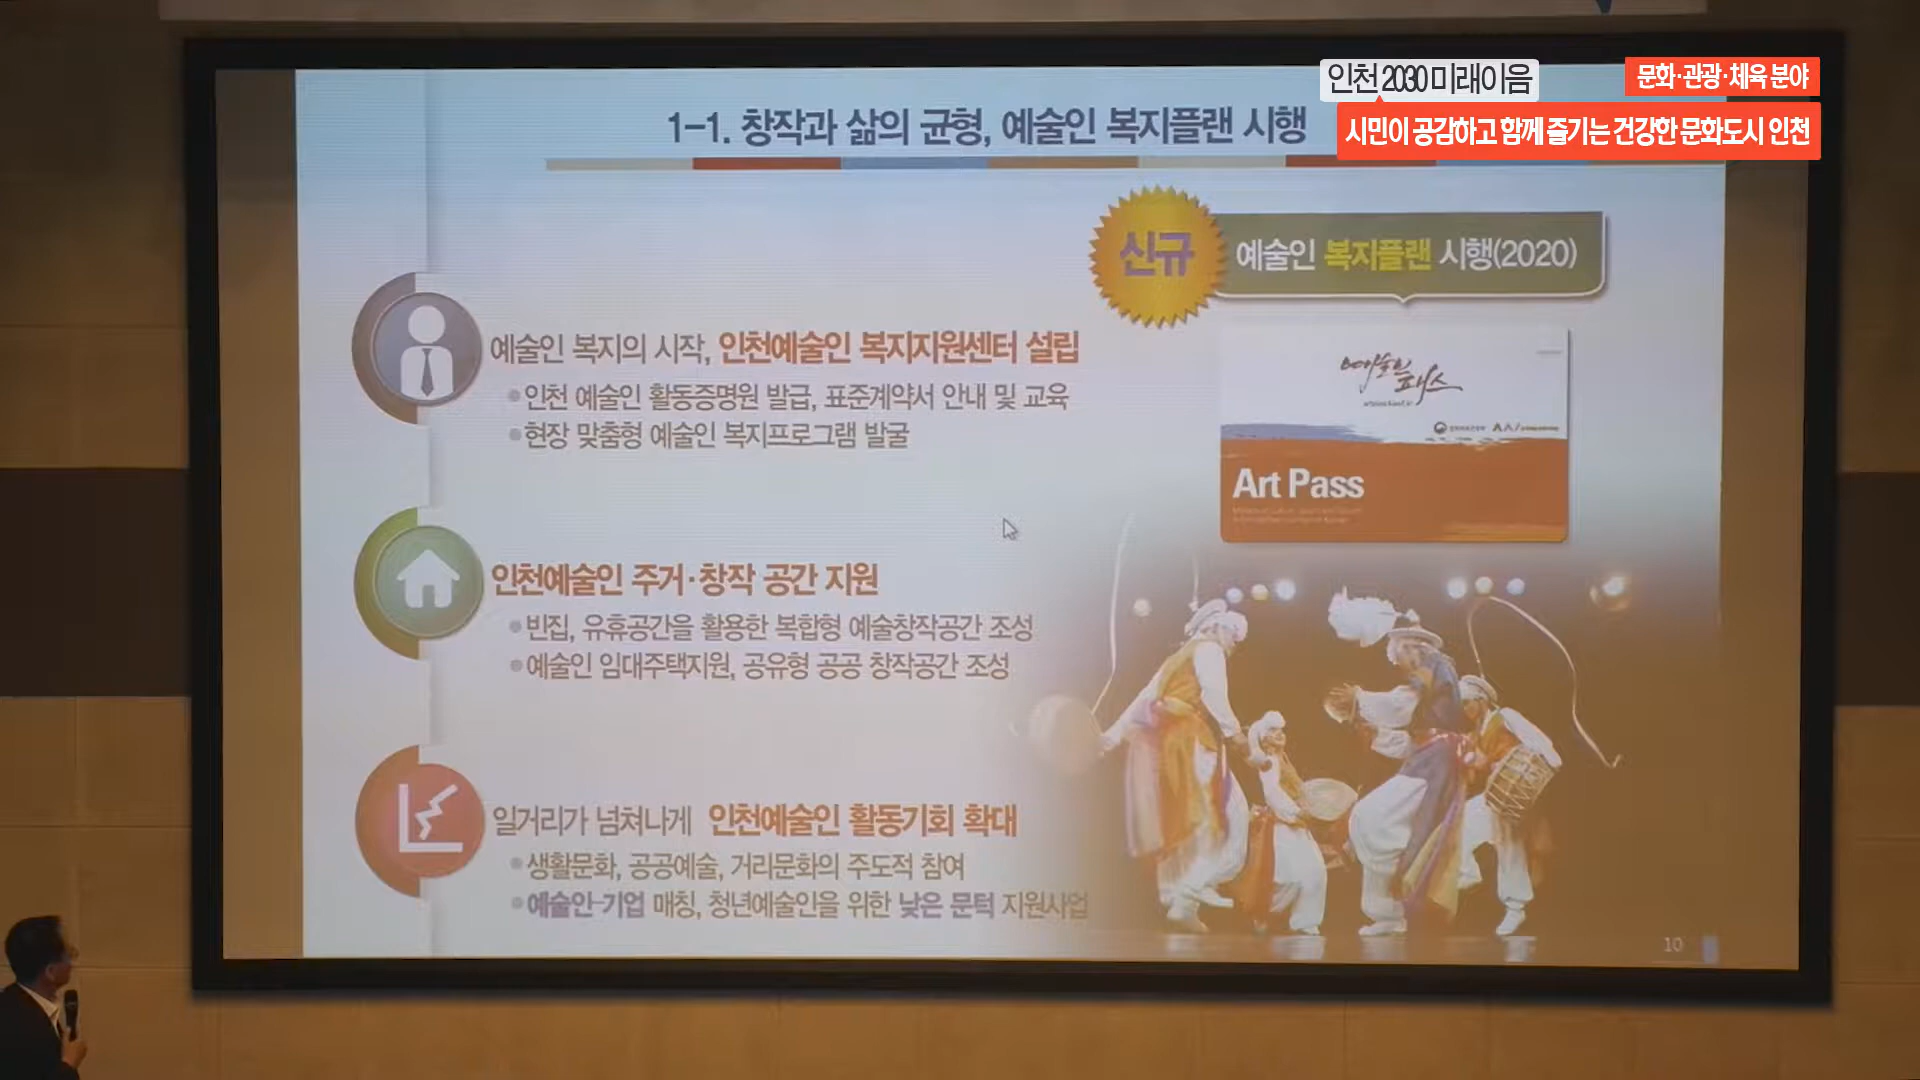 인천 2030 미래이음
문화·관광·체육 분야
시민이 공감하고 함께 즐기는 건강한 문화도시 인천
1-1. 창작과 삶의 균형, 예술인 복지플랜 시행
신규
예술인 복지플랜 시행(2020)
예술인패스
Art Pass
예술인 복지의 시작, 인천예술인 복지지원센터 설립
•인천 예술인 활동증명원 발급, 표준계약서 안내 및 교육
•현장 맞춤형 예술인 복지프로그램 발굴
인천예술인 주거·창작 공간 지원
•빈집, 유휴공간을 활용한 복합형 예술창작공간 조성
•예술인 임대주택지원, 공유형 공공 창작공간 조성
일거리가 넘쳐나게 인천예술인 활동기회 확대
•생활문화, 공공예술, 거리문화의 주도적 참여
•예술인-기업 매칭, 청년예술인을 위한 낮은 문턱 지원사업
10